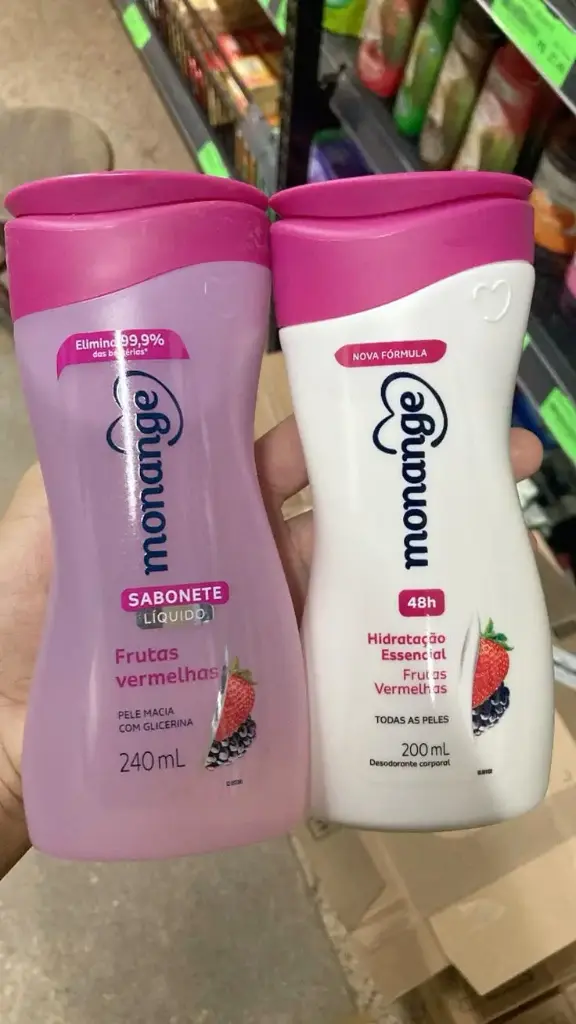 Elimina 99,9%
das bactérias*
monange
SABONETE
LÍQUIDO
Frutas
vermelhas
PELE MACIA
COM GLICERINA
240 mL
NOVA FÓRMULA
monange
48h
Hidratação
Essencial
Frutas
Vermelhas
TODAS AS PELES
200 mL
Desodorante corporal